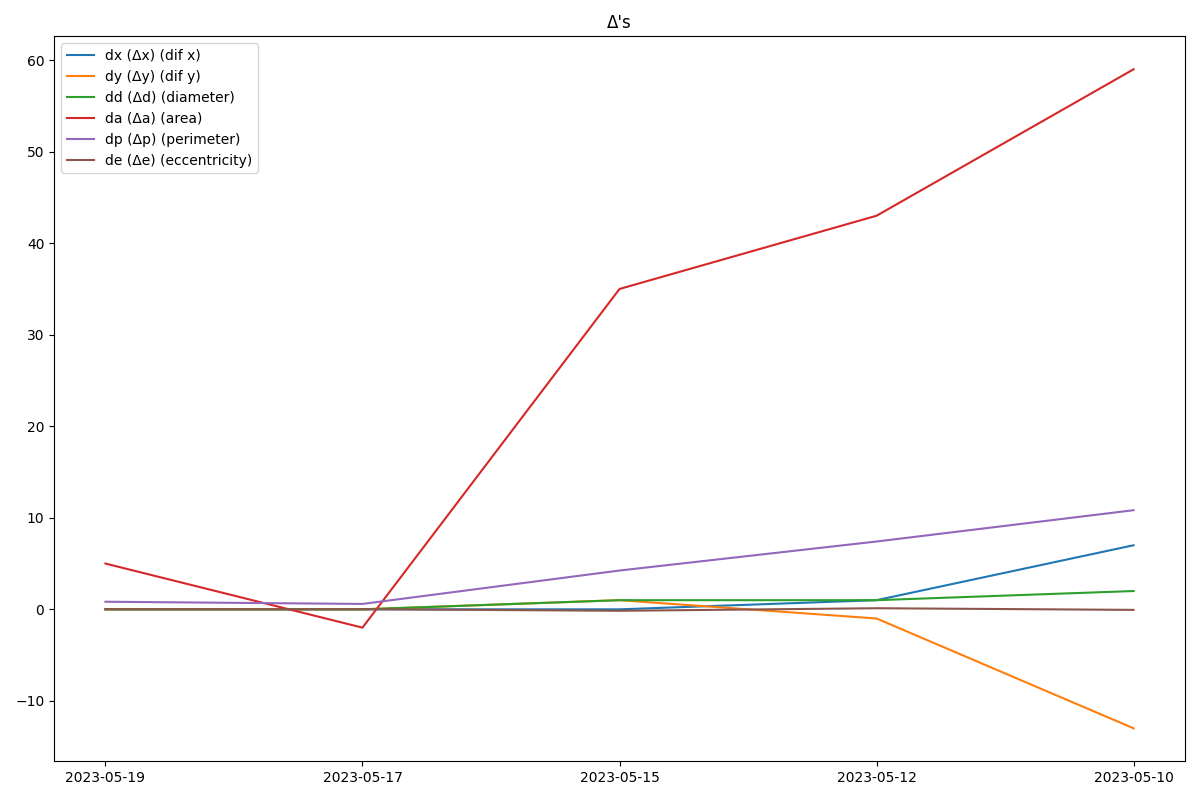 Δ's
dx (Δx) (dif x)
dy (Δy) (dif y)
dd (Δd) (diameter)
da (Δa) (area)
dp (Δp) (perimeter)
de (Δe) (eccentricity)
60
50
40
30
20
10
0
−10
2023-05-19 2023-05-17 2023-05-15 2023-05-12 2023-05-10